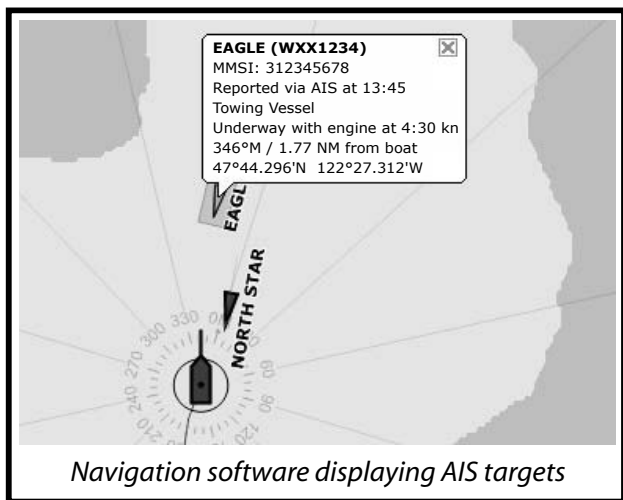 EAGLE (WXX1234)
MMSI: 312345678
Reported via AIS at 13:45
Towing Vessel
Underway with engine at 4:30 kn
346°M / 1.77 NM from boat
47°44.296'N 122°27.312'W
EAGLE
NORTH STAR
330
300
270
240
210
60
90
120
Navigation software displaying AIS targets